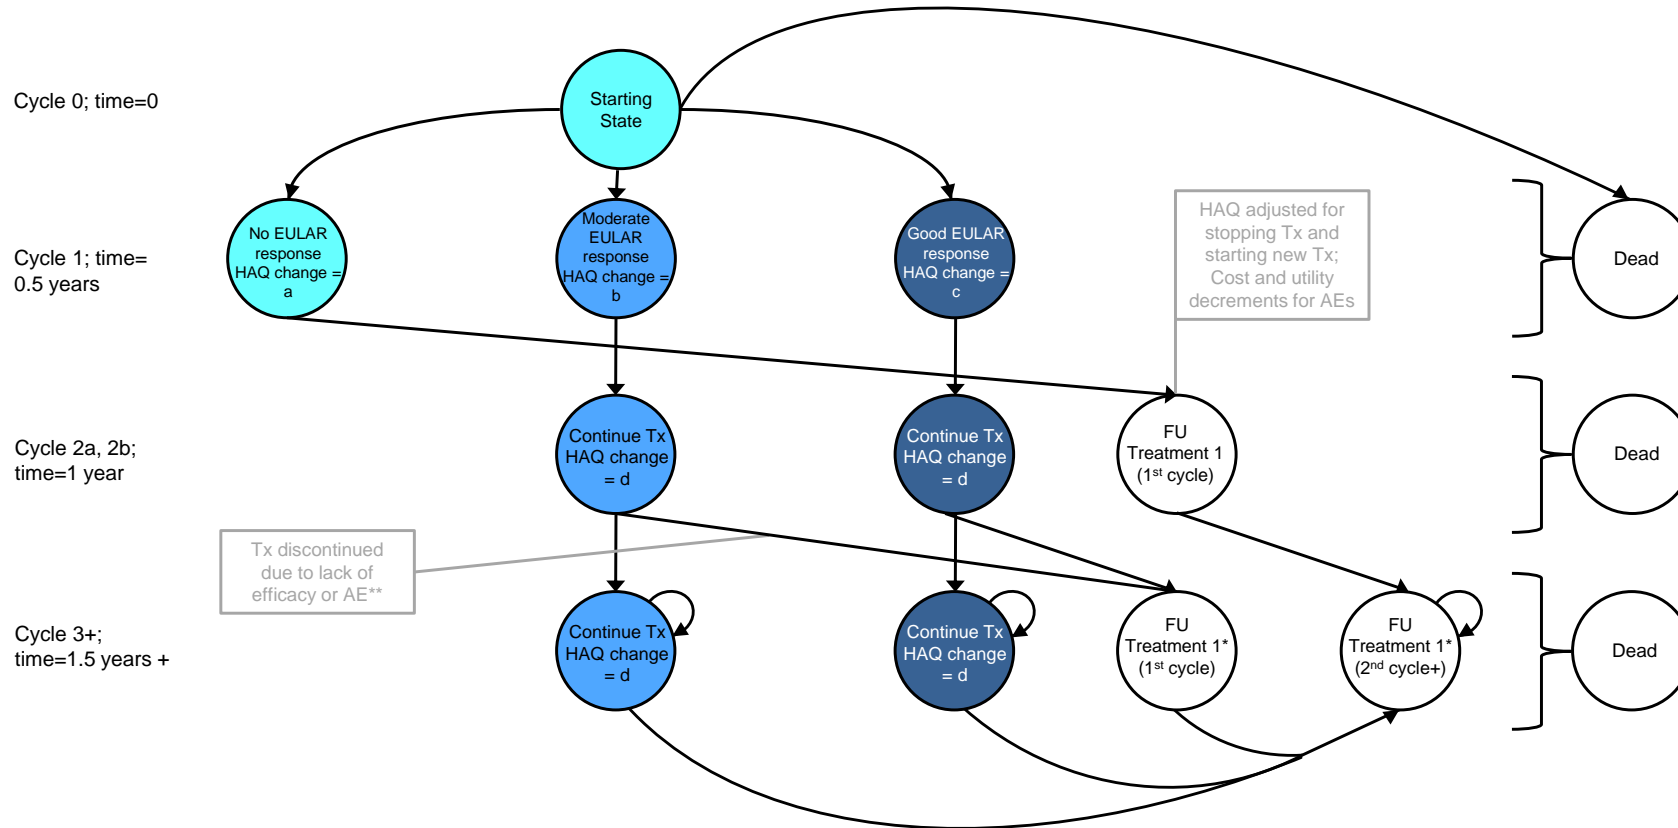 Cycle 0; time=0
Starting
State
Cycle 1; time=
0.5 years
No EULAR
response
HAQ change =
a
Moderate
EULAR
response
HAQ change =
b
Good EULAR
response
HAQ change =
c
HAQ adjusted for
stopping Tx and
starting new Tx;
Cost and utility
decrements for AEs
Dead
Cycle 2a, 2b;
time=1 year
Continue Tx
HAQ change
= d
Continue Tx
HAQ change
= d
FU
Treatment 1
(1st cycle)
Dead
Tx discontinued
due to lack of
efficacy or AE**
Cycle 3+;
time=1.5 years +
Continue Tx
HAQ change
= d
Continue Tx
HAQ change
= d
FU
Treatment 1*
(1st cycle)
FU
Treatment 1*
(2nd cycle+)
Dead